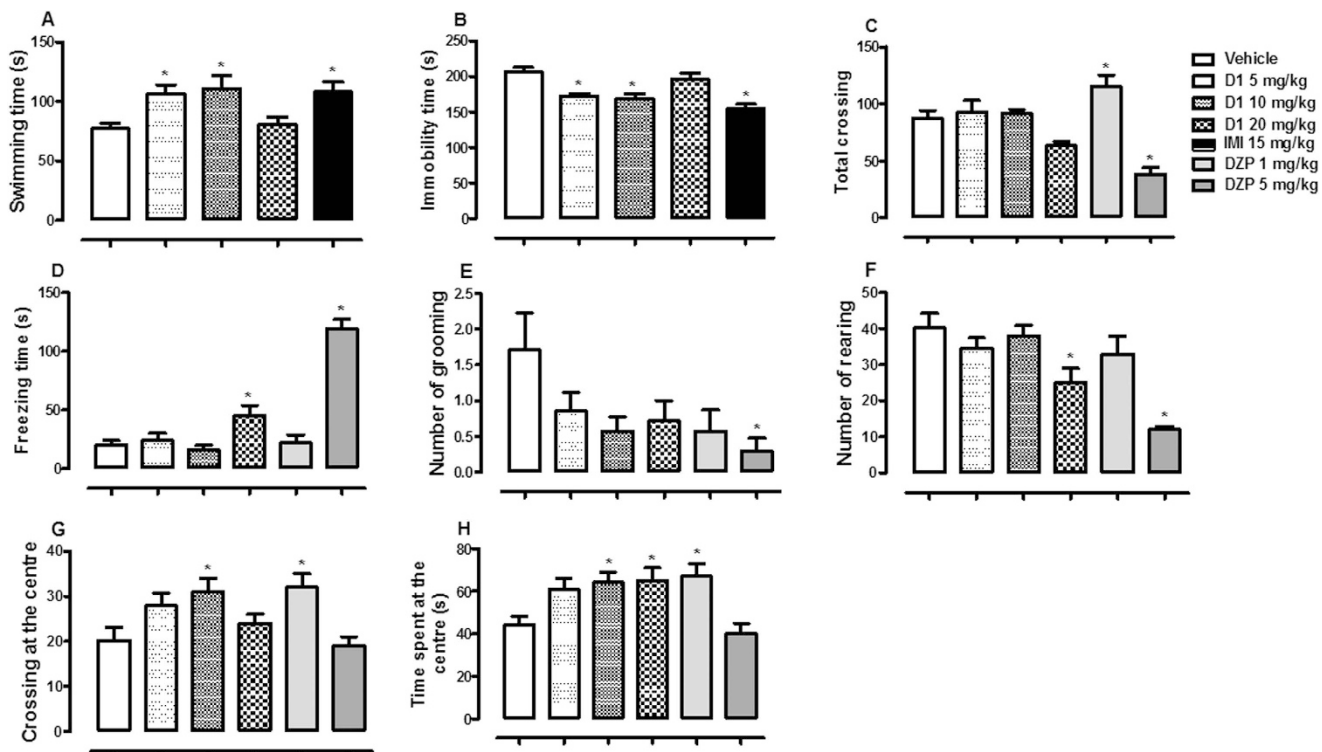 A
Swimming time (s)
150
100
50
0
*
*
*
B
Immobility time (s)
250
200
150
100
50
0
*
*
*
C
Total crossing
150
100
50
0
*
*
Vehicle
D1 5 mg/kg
D1 10 mg/kg
D1 20 mg/kg
IMI 15 mg/kg
DZP 1 mg/kg
DZP 5 mg/kg
D
Freezing time (s)
150
100
50
0
*
*
E
Number of grooming
2.5
2.0
1.5
1.0
0.5
0.0
*
F
Number of rearing
50
40
30
20
10
0
*
*
G
Crossing at the centre
40
30
20
10
0
*
*
H
Time spent at the
centre (s)
80
60
40
20
0
*
*
*